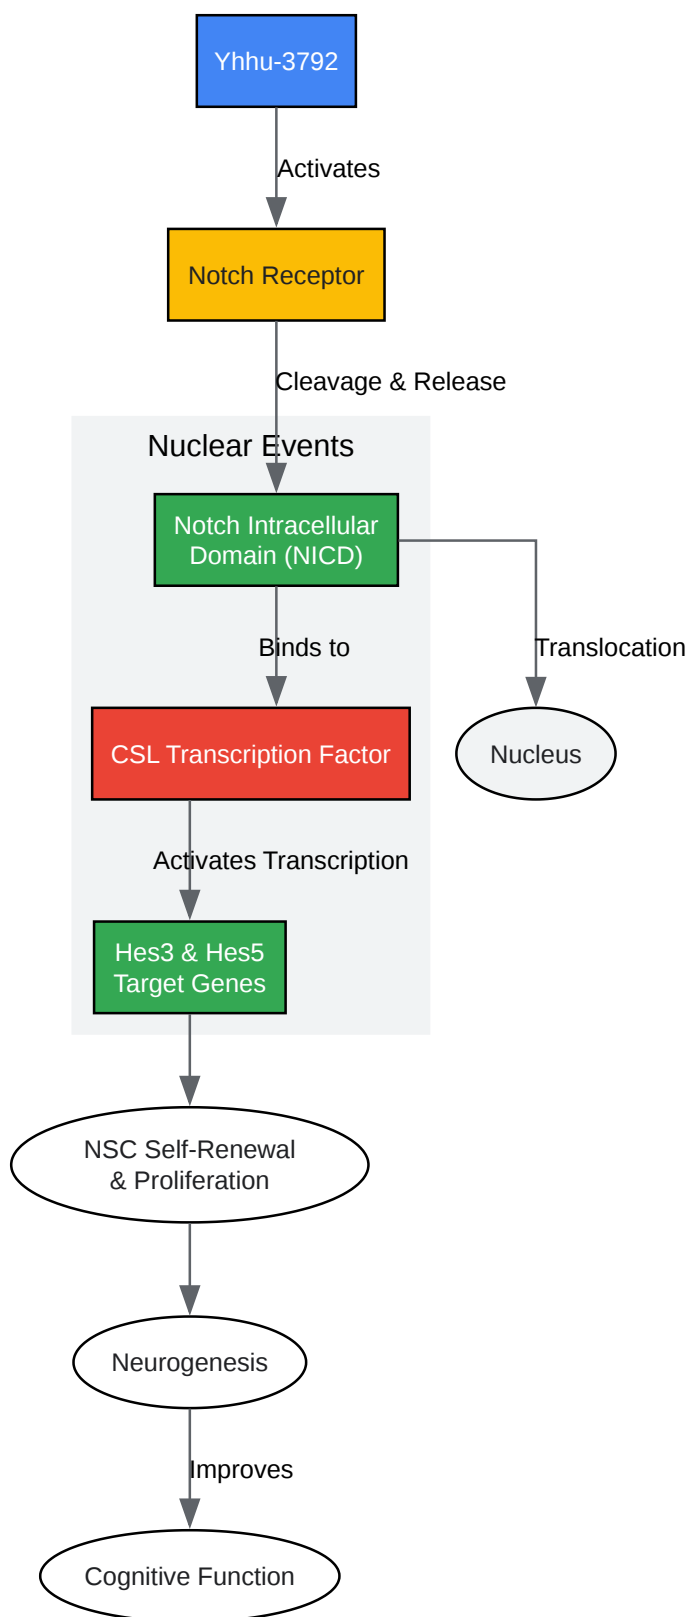 Yhhu-3792
Activates
Notch Receptor
Cleavage & Release
Nuclear Events
Notch Intracellular
Domain (NICD)
Binds to
Translocation
CSL Transcription Factor
Nucleus
Activates Transcription
Hes3 & Hes5
Target Genes
NSC Self-Renewal
& Proliferation
Neurogenesis
Improves
Cognitive Function